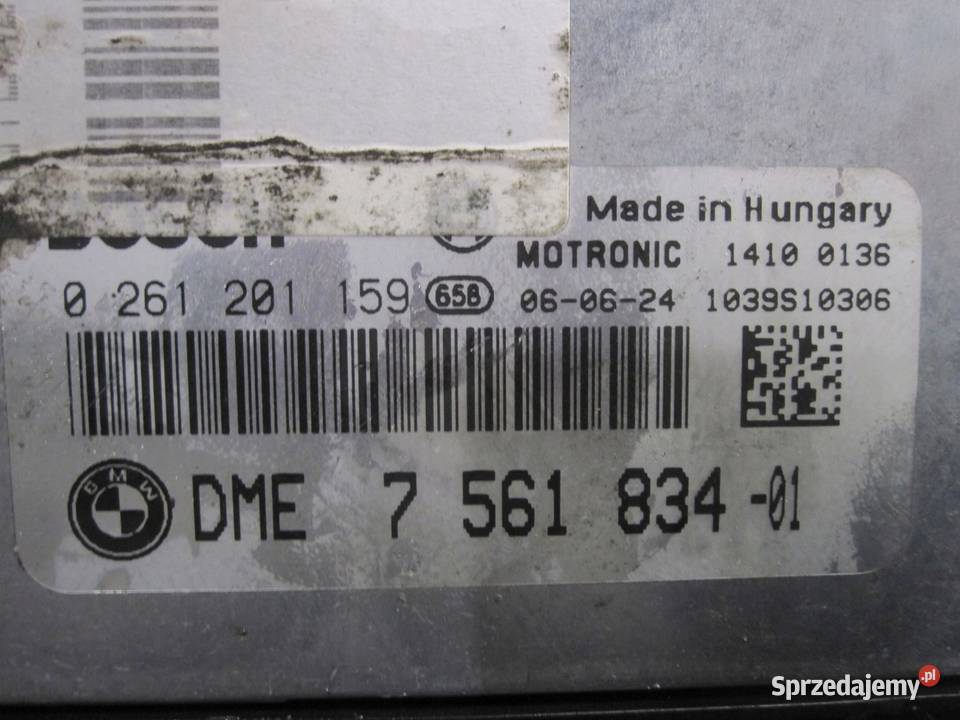 Made in Hungary
MOTRONIC 1410 0136
0 261 201 159 658 06-06-24 1039S10306
BMW DME 7 561 834 -01
Sprzedajemy.pl